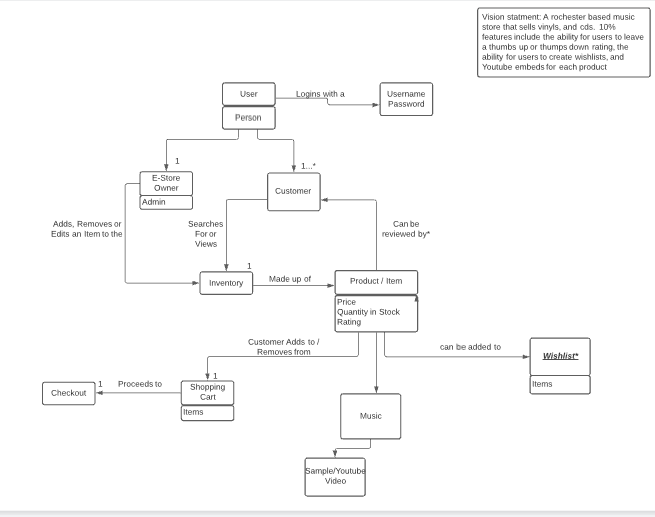 Vision statment: A rochester based music
store that sells vinyls, and cds. 10%
features include the ability for users to leave
a thumbs up or thumps down rating, the
ability for users to create wishlists, and
Youtube embeds for each product
User
Logins with a
Username
Password
Person
1
1...*
E-Store
Owner
Admin
Customer
Adds, Removes or
Edits an Item to the
Searches
For or
Views
Can be
reviewed by*
1
Inventory
Made up of
Product / Item
Price
Quantity in Stock
Rating
Customer Adds to /
Removes from
can be added to
Wishlist*
Items
1
Checkout
1
Proceeds to
Shopping
Cart
Items
Music
Sample/Youtube
Video